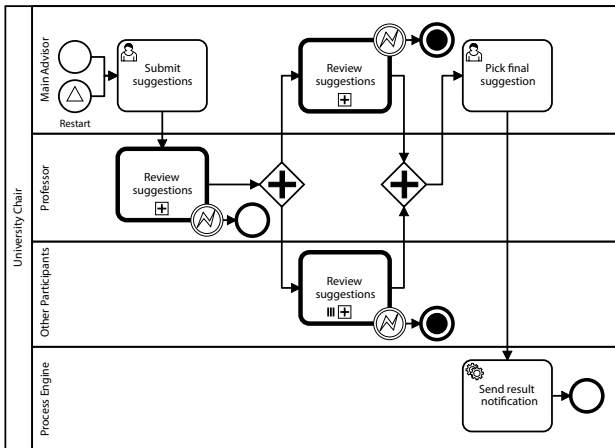 University Chair
Main Advisor
Restart
Submit
suggestions
Review
suggestions
Pick final
suggestion
Professor
Review
suggestions
Other Participants
Review
suggestions
Process Engine
Send result
notification